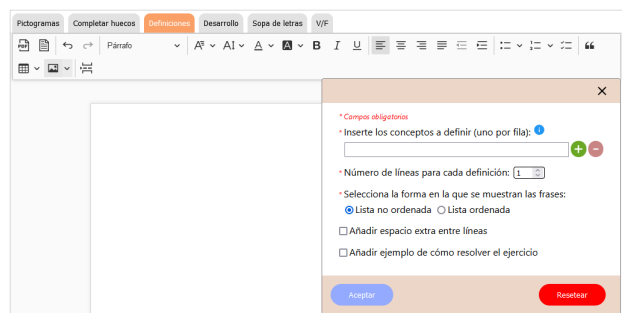 Pictogramas Completar huecos Definiciones Desarrollo Sopa de letras V/F
PDF Párrafo A AI A A B I U
* Campos obligatorios
* Inserte los conceptos a definir (uno por fila): i
* Número de líneas para cada definición: 1
* Selecciona la forma en la que se muestran las frases:
Lista no ordenada Lista ordenada
Añadir espacio extra entre líneas
Añadir ejemplo de cómo resolver el ejercicio
Aceptar Resetear